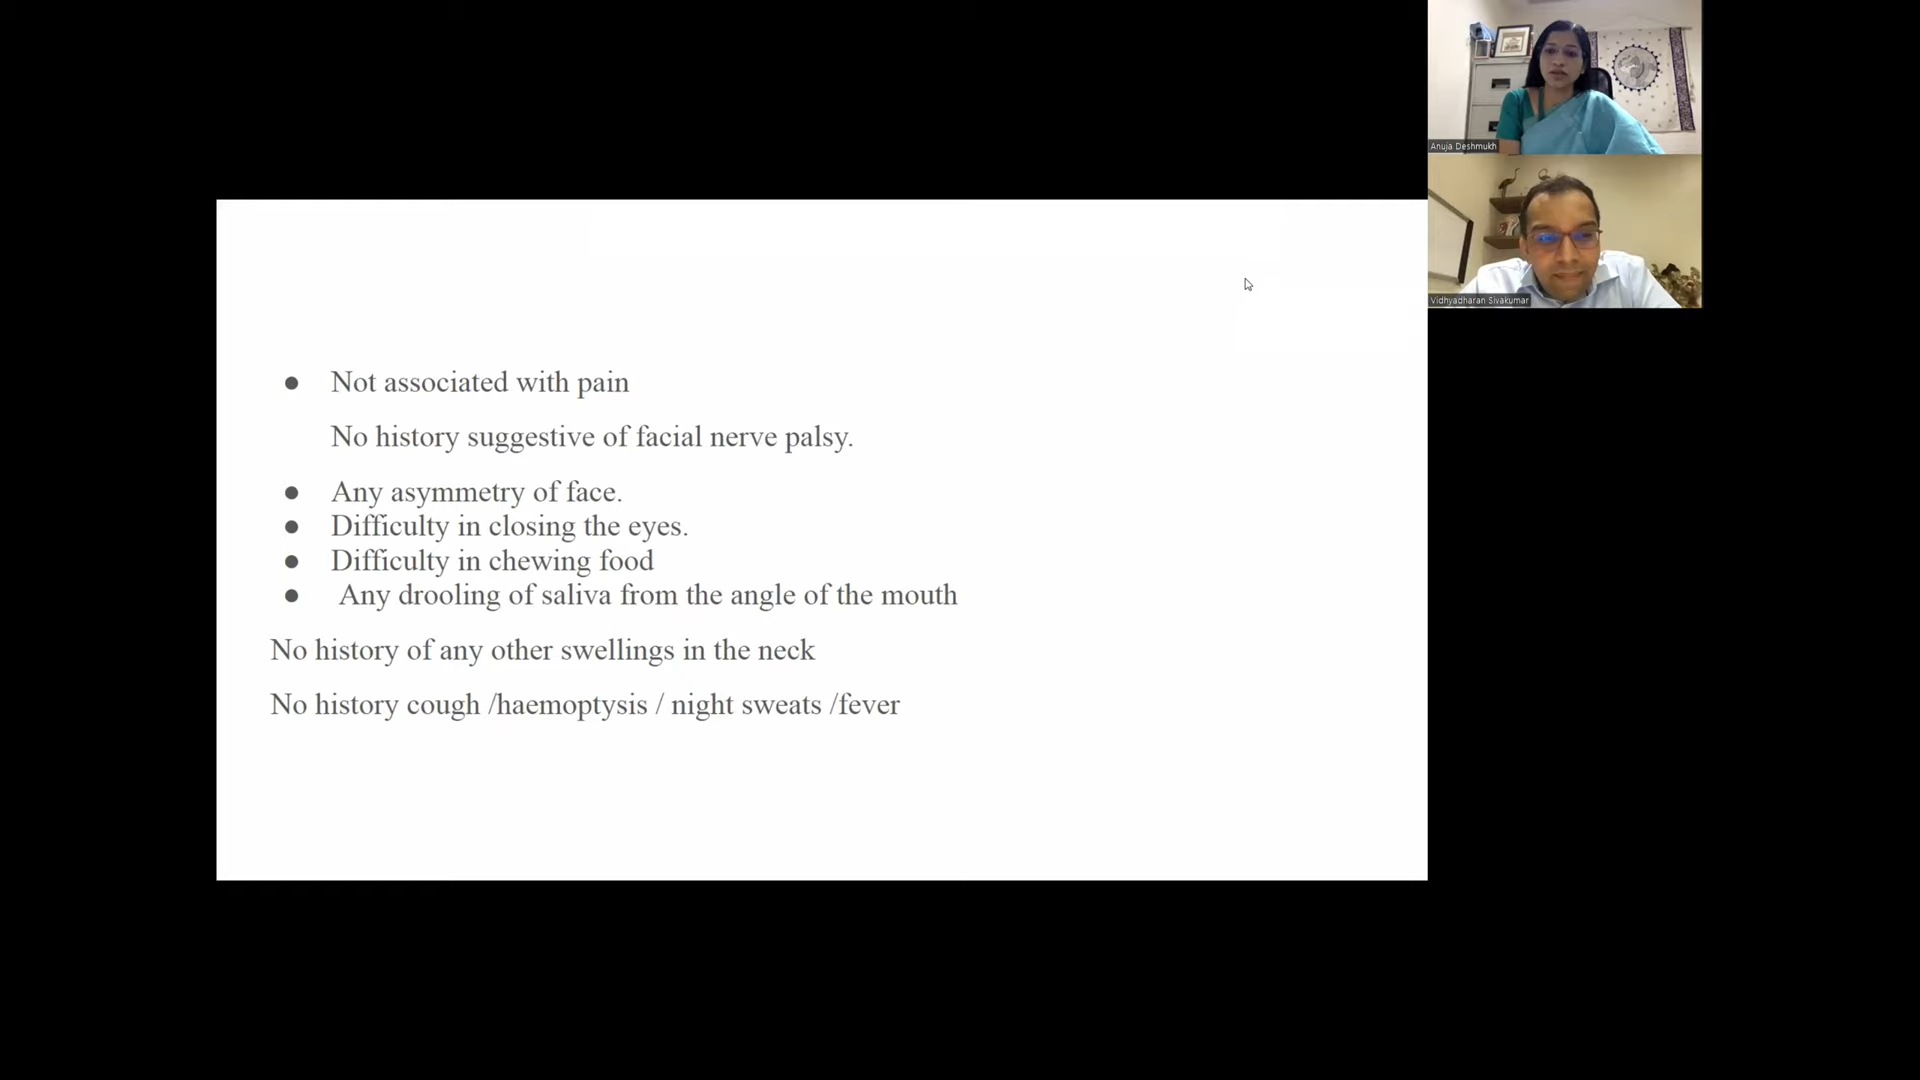 Anuja Deshmukh
Vidhyadharan Sivakumar
● Not associated with pain
No history suggestive of facial nerve palsy.
● Any asymmetry of face.
● Difficulty in closing the eyes.
● Difficulty in chewing food
● Any drooling of saliva from the angle of the mouth
No history of any other swellings in the neck
No history cough /haemoptysis / night sweats /fever